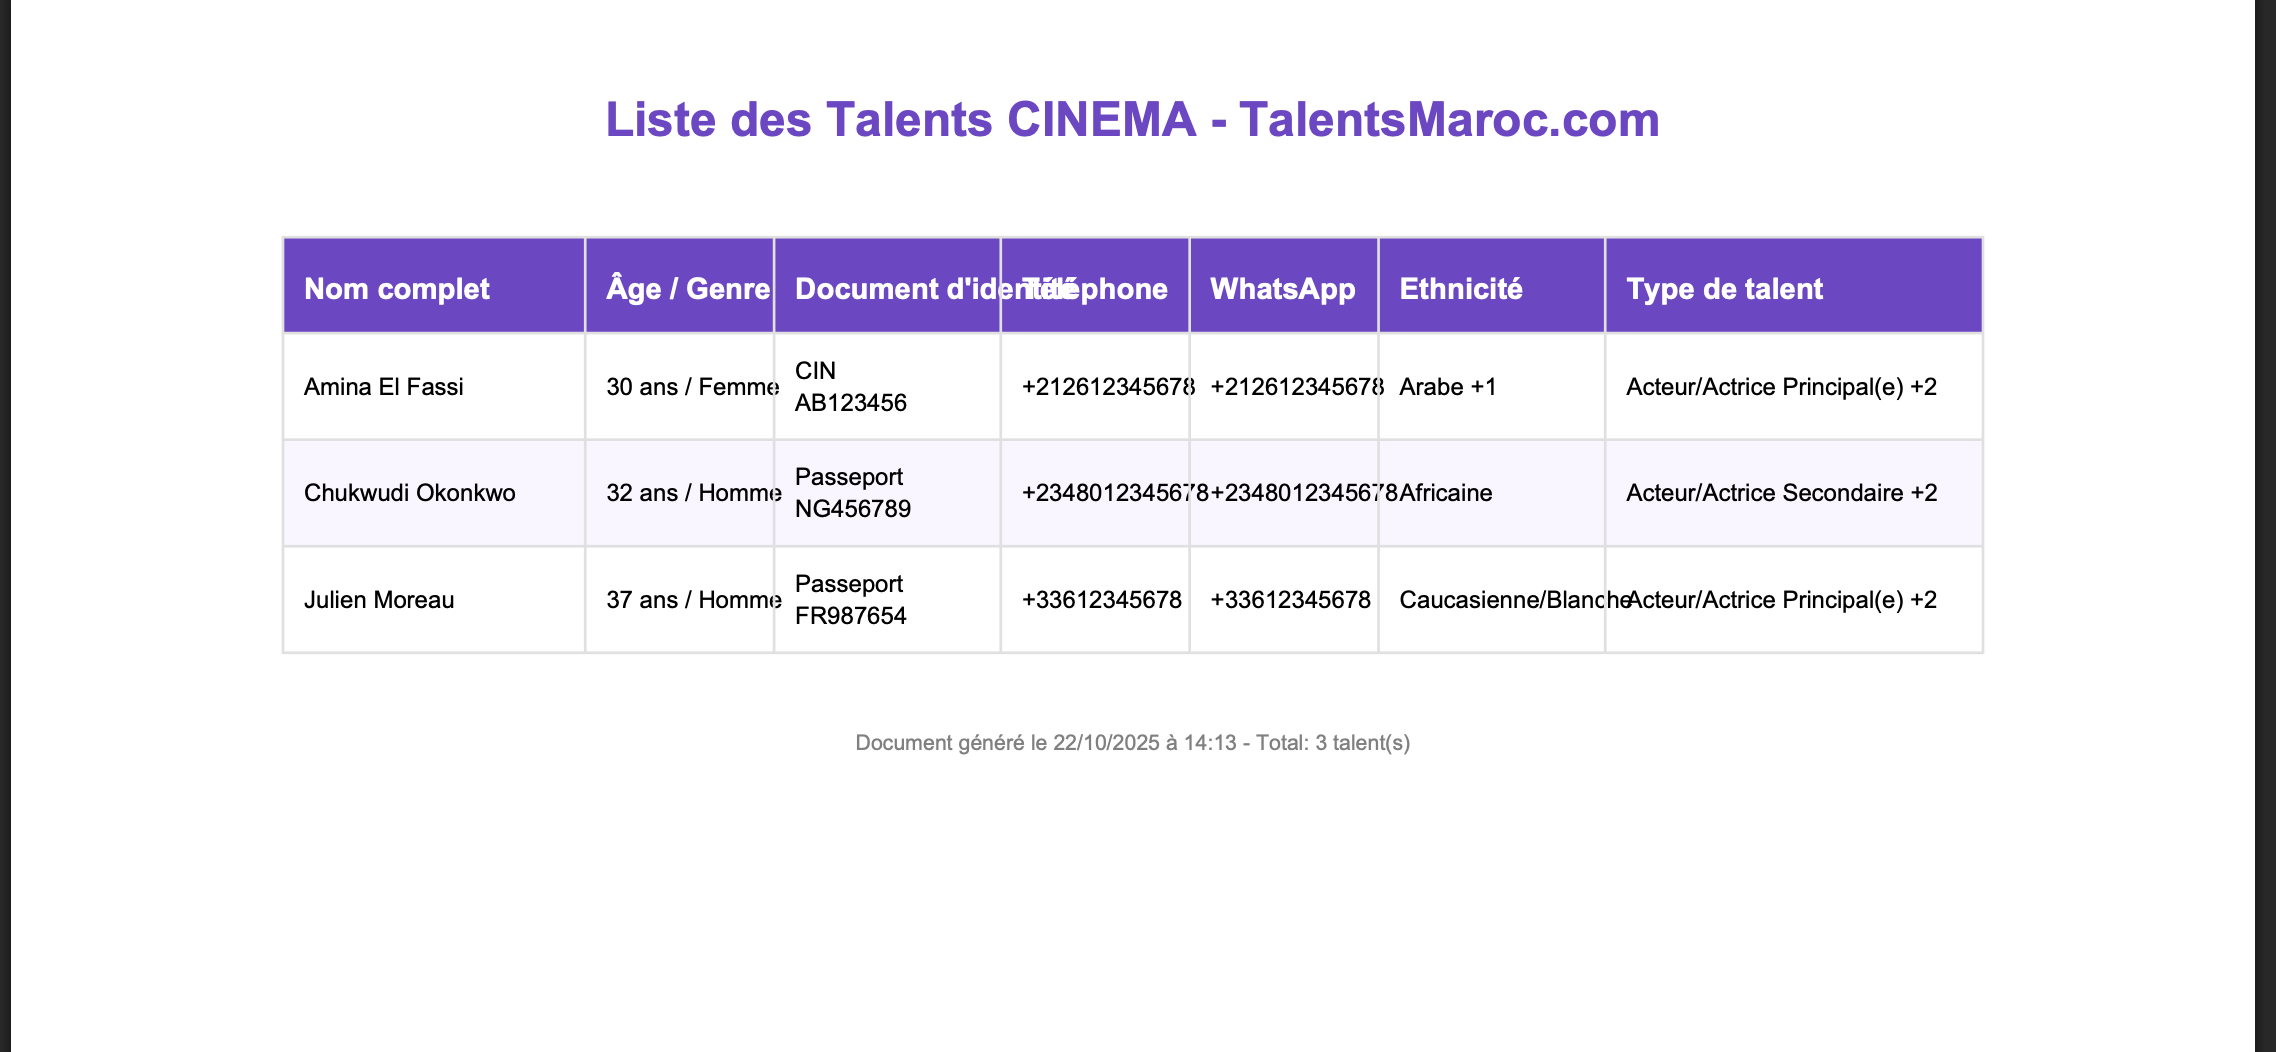 Liste des Talents CINEMA - TalentsMaroc.com
Nom complet Âge / Genre Document d'identité Téléphone WhatsApp Ethnicité Type de talent
Amina El Fassi 30 ans / Femme CIN AB123456 +212612345678 +212612345678 Arabe +1 Acteur/Actrice Principal(e) +2
Chukwudi Okonkwo 32 ans / Homme Passeport NG456789 +2348012345678 +2348012345678 Africaine Acteur/Actrice Secondaire +2
Julien Moreau 37 ans / Homme Passeport FR987654 +33612345678 +33612345678 Caucasienne/Blanche Acteur/Actrice Principal(e) +2
Document généré le 22/10/2025 à 14:13 - Total: 3 talent(s)